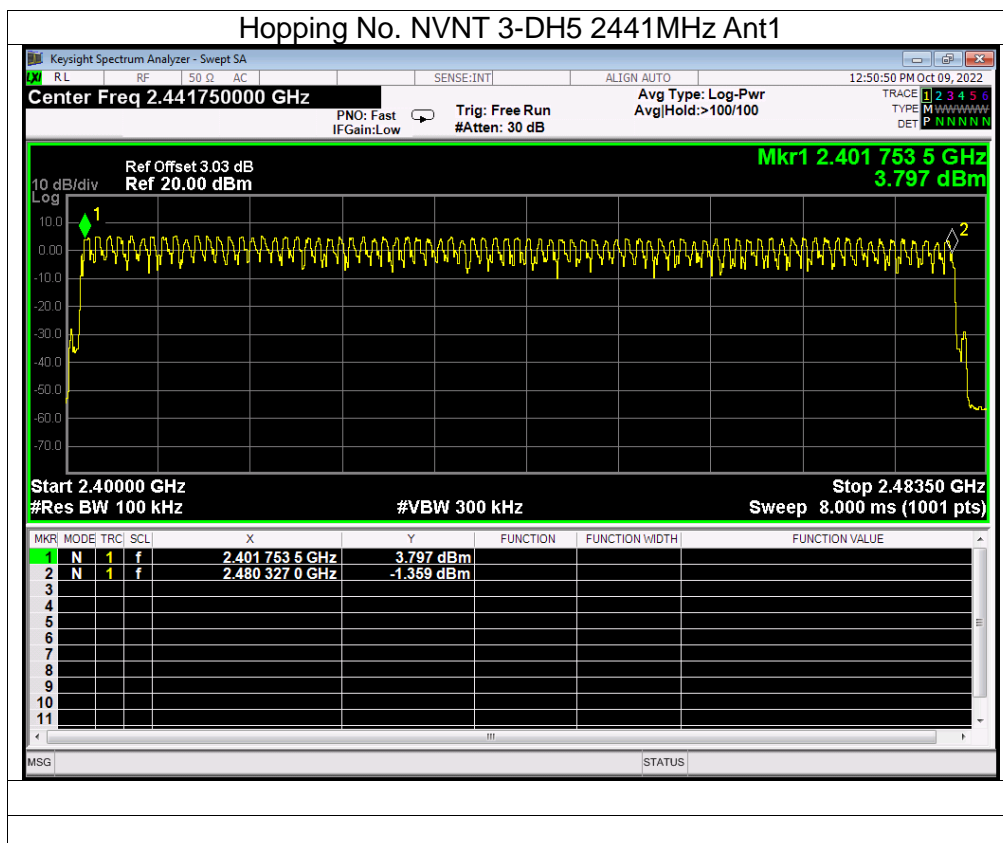 Hopping No. NVNT 3-DH5 2441MHz Ant1
Keysight Spectrum Analyzer - Swept SA
LXI RL RF 50 Ω AC SENSE:INT ALIGN AUTO 12:50:50 PM Oct 09, 2022
Center Freq 2.441750000 GHz Avg Type: Log-Pwr TRACE 1 2 3 4 5 6
PNO: Fast Trig: Free Run Avg|Hold:>100/100 TYPE M WWWWW
IFGain:Low #Atten: 30 dB DET P N N N N N
Mkr1 2.401 753 5 GHz
3.797 dBm
Ref Offset 3.03 dB
10 dB/div Ref 20.00 dBm
Log
1
2
10.0
0.00
-10.0
-20.0
-30.0
-40.0
-50.0
-60.0
-70.0
Start 2.40000 GHz Stop 2.48350 GHz
#Res BW 100 kHz #VBW 300 kHz Sweep 8.000 ms (1001 pts)
MKR MODE TRC SCL X Y FUNCTION FUNCTION WIDTH FUNCTION VALUE
1 N 1 f 2.401 753 5 GHz 3.797 dBm
2 N 1 f 2.480 327 0 GHz -1.359 dBm
3
4
5
6
7
8
9
10
11
MSG STATUS